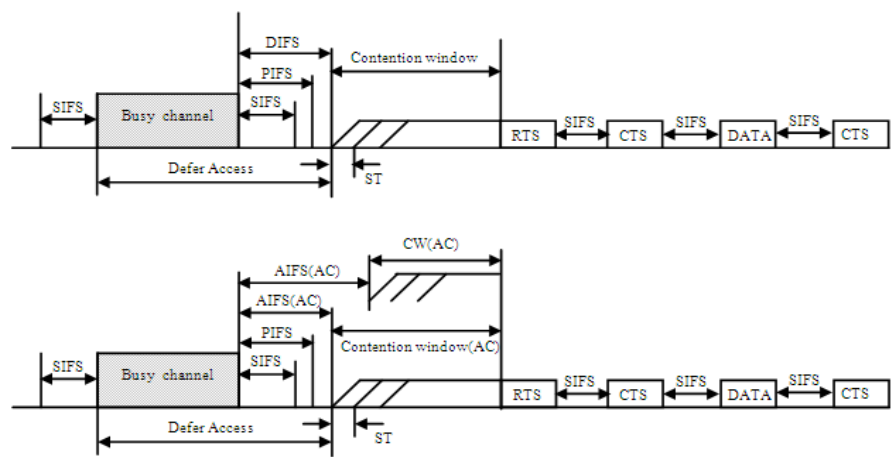 DIFS
Contention window
PIFS
SIFS
Busy channel
SIFS
RTS
SIFS
CTS
SIFS
DATA
SIFS
CTS
Defer Access
ST
CW(AC)
AIFS(AC)
AIFS(AC)
PIFS
Contention window(AC)
SIFS
Busy channel
SIFS
RTS
SIFS
CTS
SIFS
DATA
SIFS
CTS
Defer Access
ST